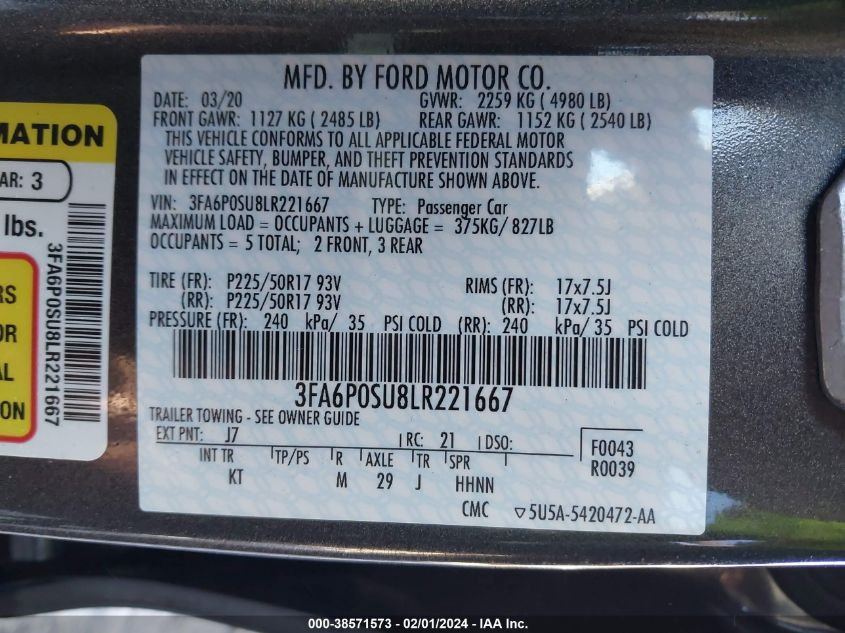 MFD. BY FORD MOTOR CO.
DATE: 03/20 GVWR: 2259 KG ( 4980 LB)
FRONT GAWR: 1127 KG ( 2485 LB) REAR GAWR: 1152 KG ( 2540 LB)
THIS VEHICLE CONFORMS TO ALL APPLICABLE FEDERAL MOTOR
VEHICLE SAFETY, BUMPER, AND THEFT PREVENTION STANDARDS
IN EFFECT ON THE DATE OF MANUFACTURE SHOWN ABOVE.
VIN: 3FA6P0SU8LR221667 TYPE: Passenger Car
MAXIMUM LOAD = OCCUPANTS + LUGGAGE = 375KG/ 827LB
OCCUPANTS = 5 TOTAL; 2 FRONT, 3 REAR
TIRE (FR): P225/50R17 93V RIMS (FR): 17x7.5J
(RR): P225/50R17 93V (RR): 17x7.5J
PRESSURE (FR): 240 kPa/ 35 PSI COLD (RR): 240 kPa/ 35 PSI COLD
3FA6P0SU8LR221667
TRAILER TOWING - SEE OWNER GUIDE
EXT PNT: J7 RC: 21 DSO: F0043
R0039
INT TR TP/PS R AXLE TR SPR
KT M 29 J HHNN
CMC ▽5U5A-5420472-AA
MATION
AR: 3
lbs.
3FA6P0SU8LR221667
RS
OR
AL
ON
000-38571573 - 02/01/2024 - IAA Inc.